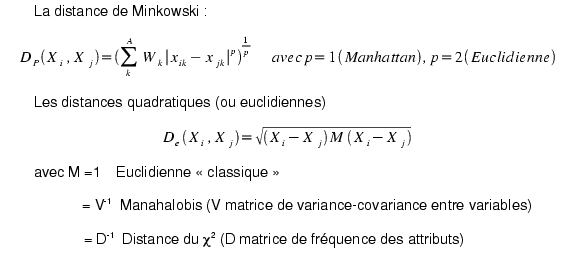 La distance de Minkowski :
D_P(X_i, X_j)=(∑_k^A W_k|x_ik − x_jk|^p)^(1/p) avec p=1(Manhattan), p=2(Euclidienne)
Les distances quadratiques (ou euclidiennes)
D_e(X_i, X_j)=√((X_i−X_j)M(X_i−X_j))
avec M =1 Euclidienne « classique »
= V⁻¹ Manahalobis (V matrice de variance-covariance entre variables)
= D⁻¹ Distance du χ² (D matrice de fréquence des attributs)